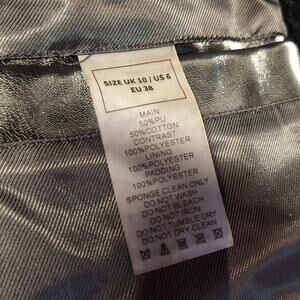 SIZE UK 10 / US 6
EU 38
MAIN:
50%PU
50%COTTON
CONTRAST:
100%POLYESTER
LINING:
100%POLYESTER
PADDING:
100%POLYESTER
SPONGE CLEAN ONLY
DO NOT WASH
DO NOT BLEACH
DO NOT IRON
DO NOT TUMBLE DRY
DO NOT DRY CLEAN